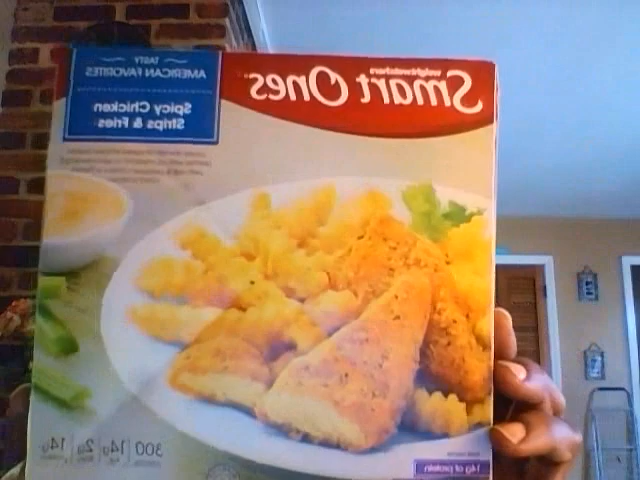 TASTY
AMERICAN FAVORITES
Spicy Chicken
Strips & Fries
weightwatchers
Smart Ones
300 14g 2g 14g
14g of protein